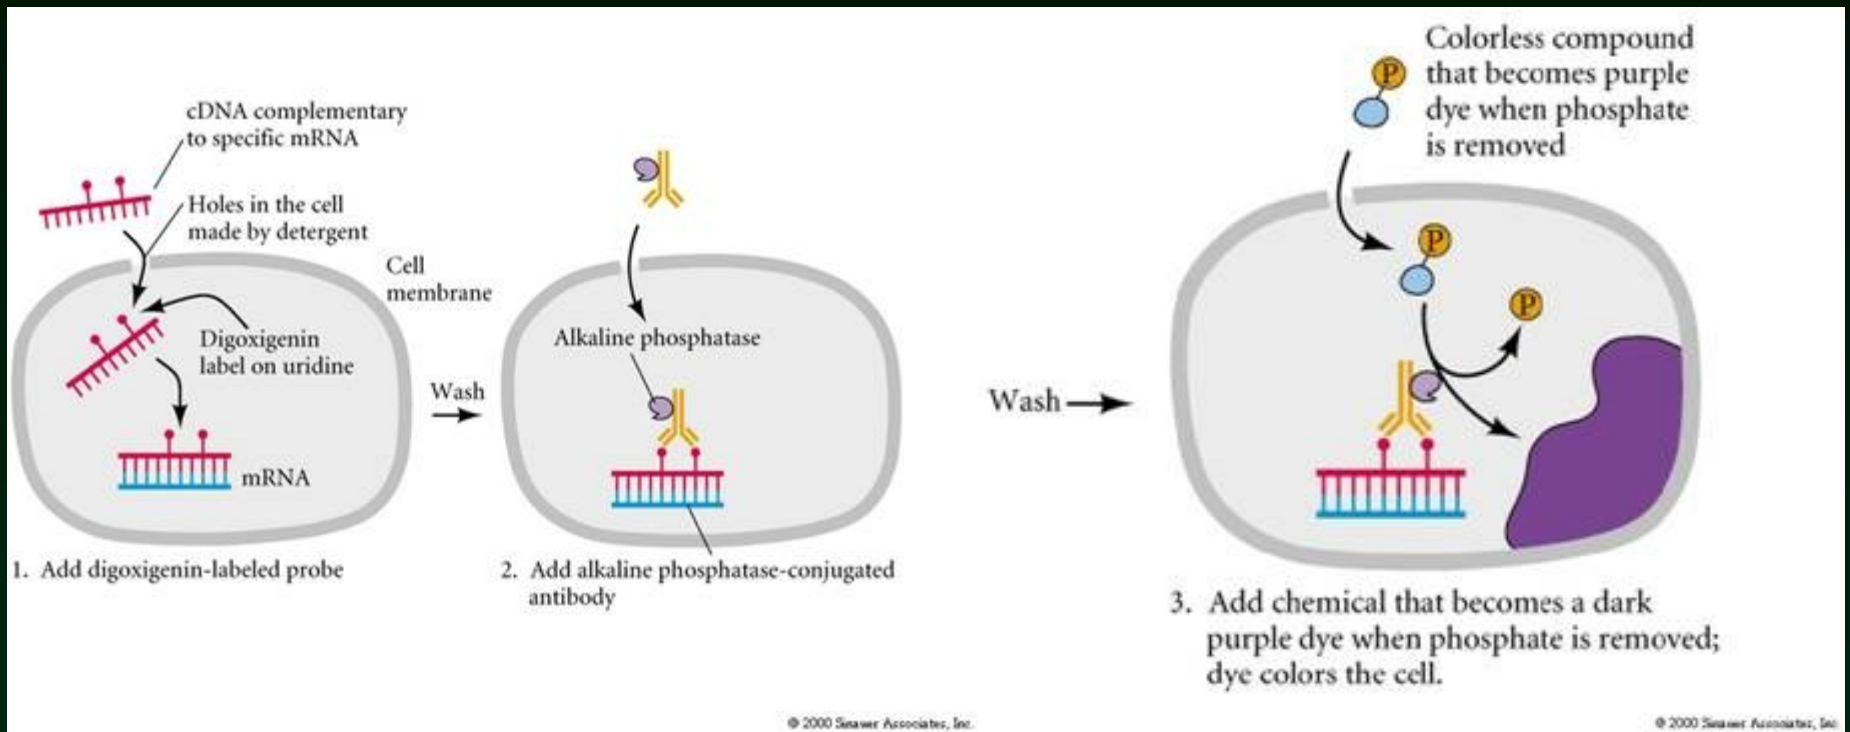 cDNA complementary
to specific mRNA
Holes in the cell
made by detergent
Cell
membrane
Digoxigenin
label on uridine
mRNA
1. Add digoxigenin-labeled probe
Wash
Alkaline phosphatase
2. Add alkaline phosphatase-conjugated
antibody
© 2000 Sinauer Associates, Inc.
Wash
Colorless compound
that becomes purple
dye when phosphate
is removed
P
P
P
3. Add chemical that becomes a dark
purple dye when phosphate is removed;
dye colors the cell.
© 2000 Sinauer Associates, Inc.